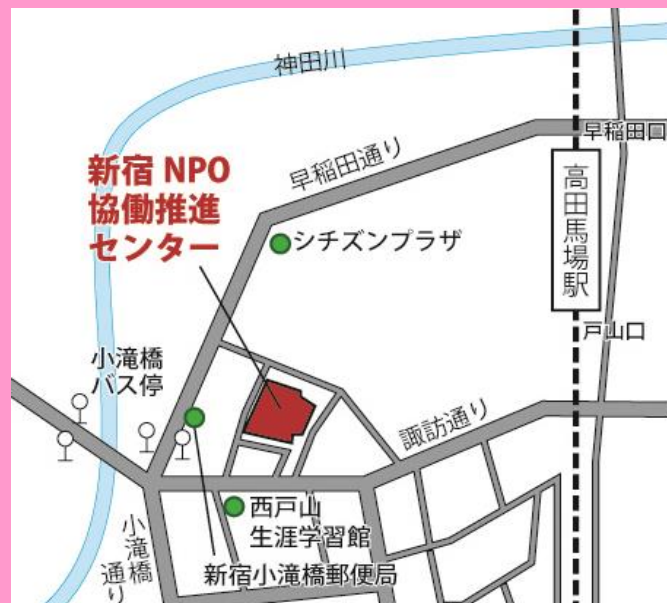 神田川
早稲田口
早稲田通り
新宿 NPO
協働推進
センター
高田馬場駅
シチズンプラザ
戸山口
小滝橋
バス停
諏訪通り
西戸山
生涯学習館
小滝橋
通り
新宿小滝橋郵便局